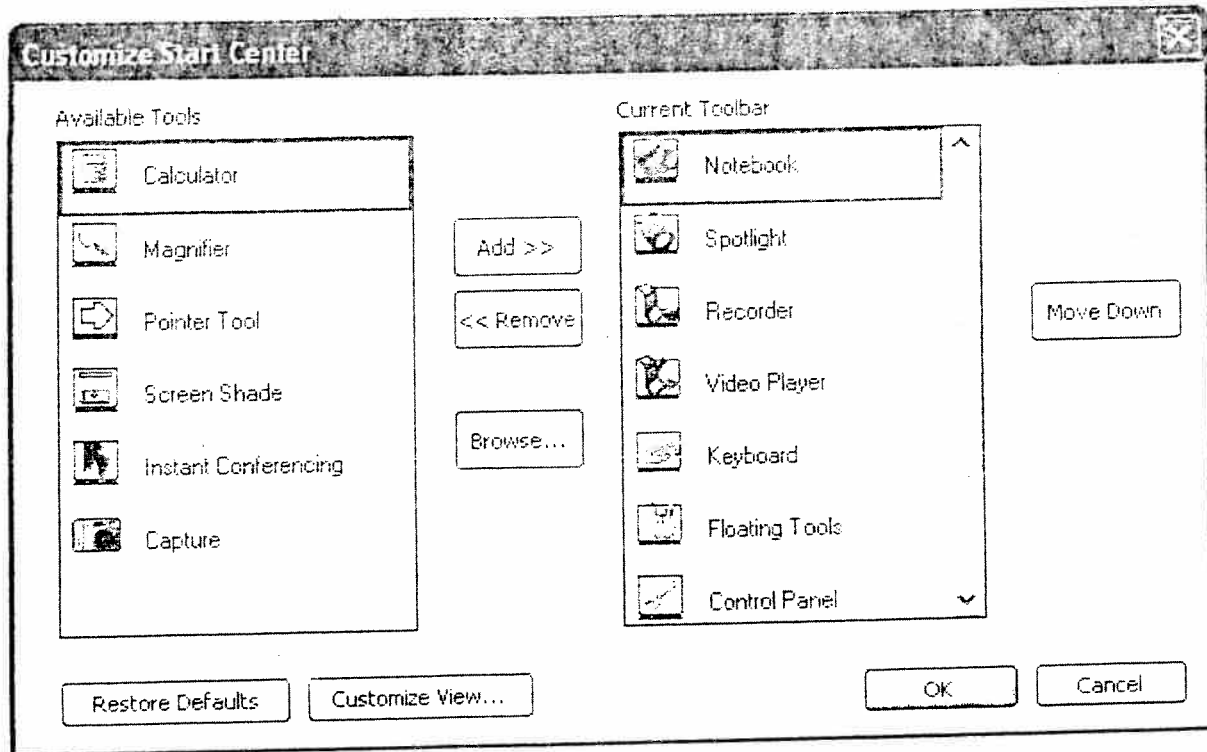 Customize Start Center
Available Tools
Calculator
Magnifier
Pointer Tool
Screen Shade
Instant Conferencing
Capture
Add >>
<< Remove
Browse...
Current Toolbar
Notebook
Spotlight
Recorder
Video Player
Keyboard
Floating Tools
Control Panel
Move Down
Restore Defaults
Customize View...
OK
Cancel